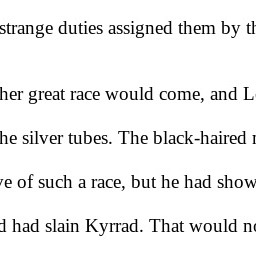 strange duties assigned them by th
her great race would come, and L
he silver tubes. The black-haired
ve of such a race, but he had show
d had slain Kyrrad. That would no